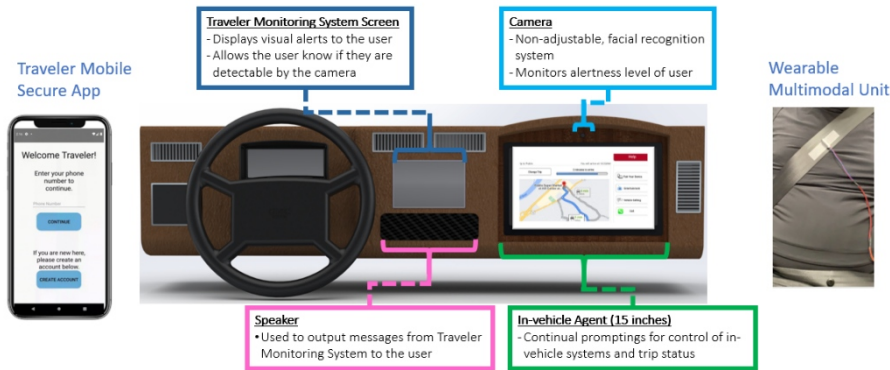 Traveler Monitoring System Screen
- Displays visual alerts to the user
- Allows the user know if they are
detectable by the camera
Camera
- Non-adjustable, facial recognition
system
- Monitors alertness level of user
Traveler Mobile
Secure App
Wearable
Multimodal Unit
Welcome Traveler!
Enter your phone
number to
continue.
Phone Number
CONTINUE
If you are new here,
please create an
account below.
CREATE ACCOUNT
Speaker
• Used to output messages from Traveler
Monitoring System to the user
In-vehicle Agent (15 inches)
- Continual promptings for control of in-
vehicle systems and trip status